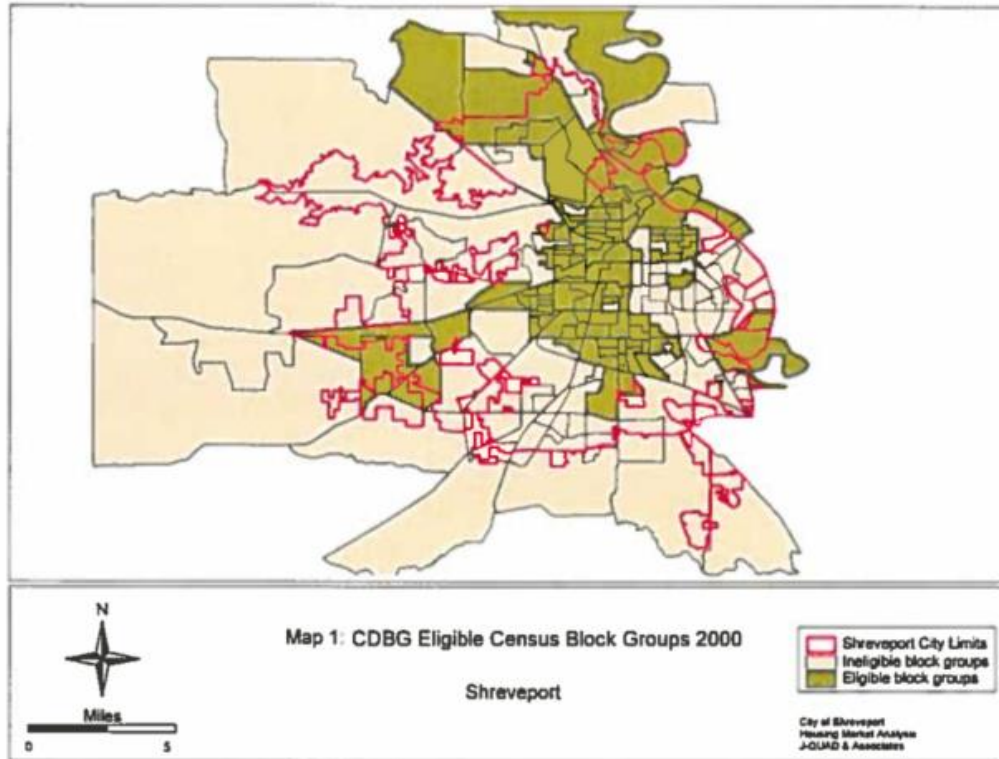 N
Miles
0 5
Map 1: CDBG Eligible Census Block Groups 2000
Shreveport
Shreveport City Limits
Ineligible block groups
Eligible block groups
City of Shreveport
Housing Market Analysis
J-QUAD & Associates